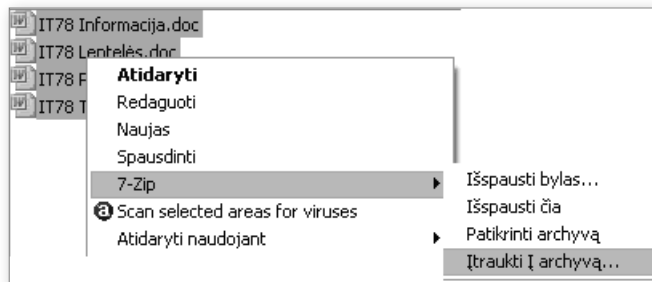 IT78 Informacija.doc
IT78 Lentelės.doc
IT78
IT78
Atidaryti
Redaguoti
Naujas
Spausdinti
7-Zip
Scan selected areas for viruses
Atidaryti naudojant
Išspausti bylas...
Išspausti čia
Patikrinti archyvą
Įtraukti Į archyvą...